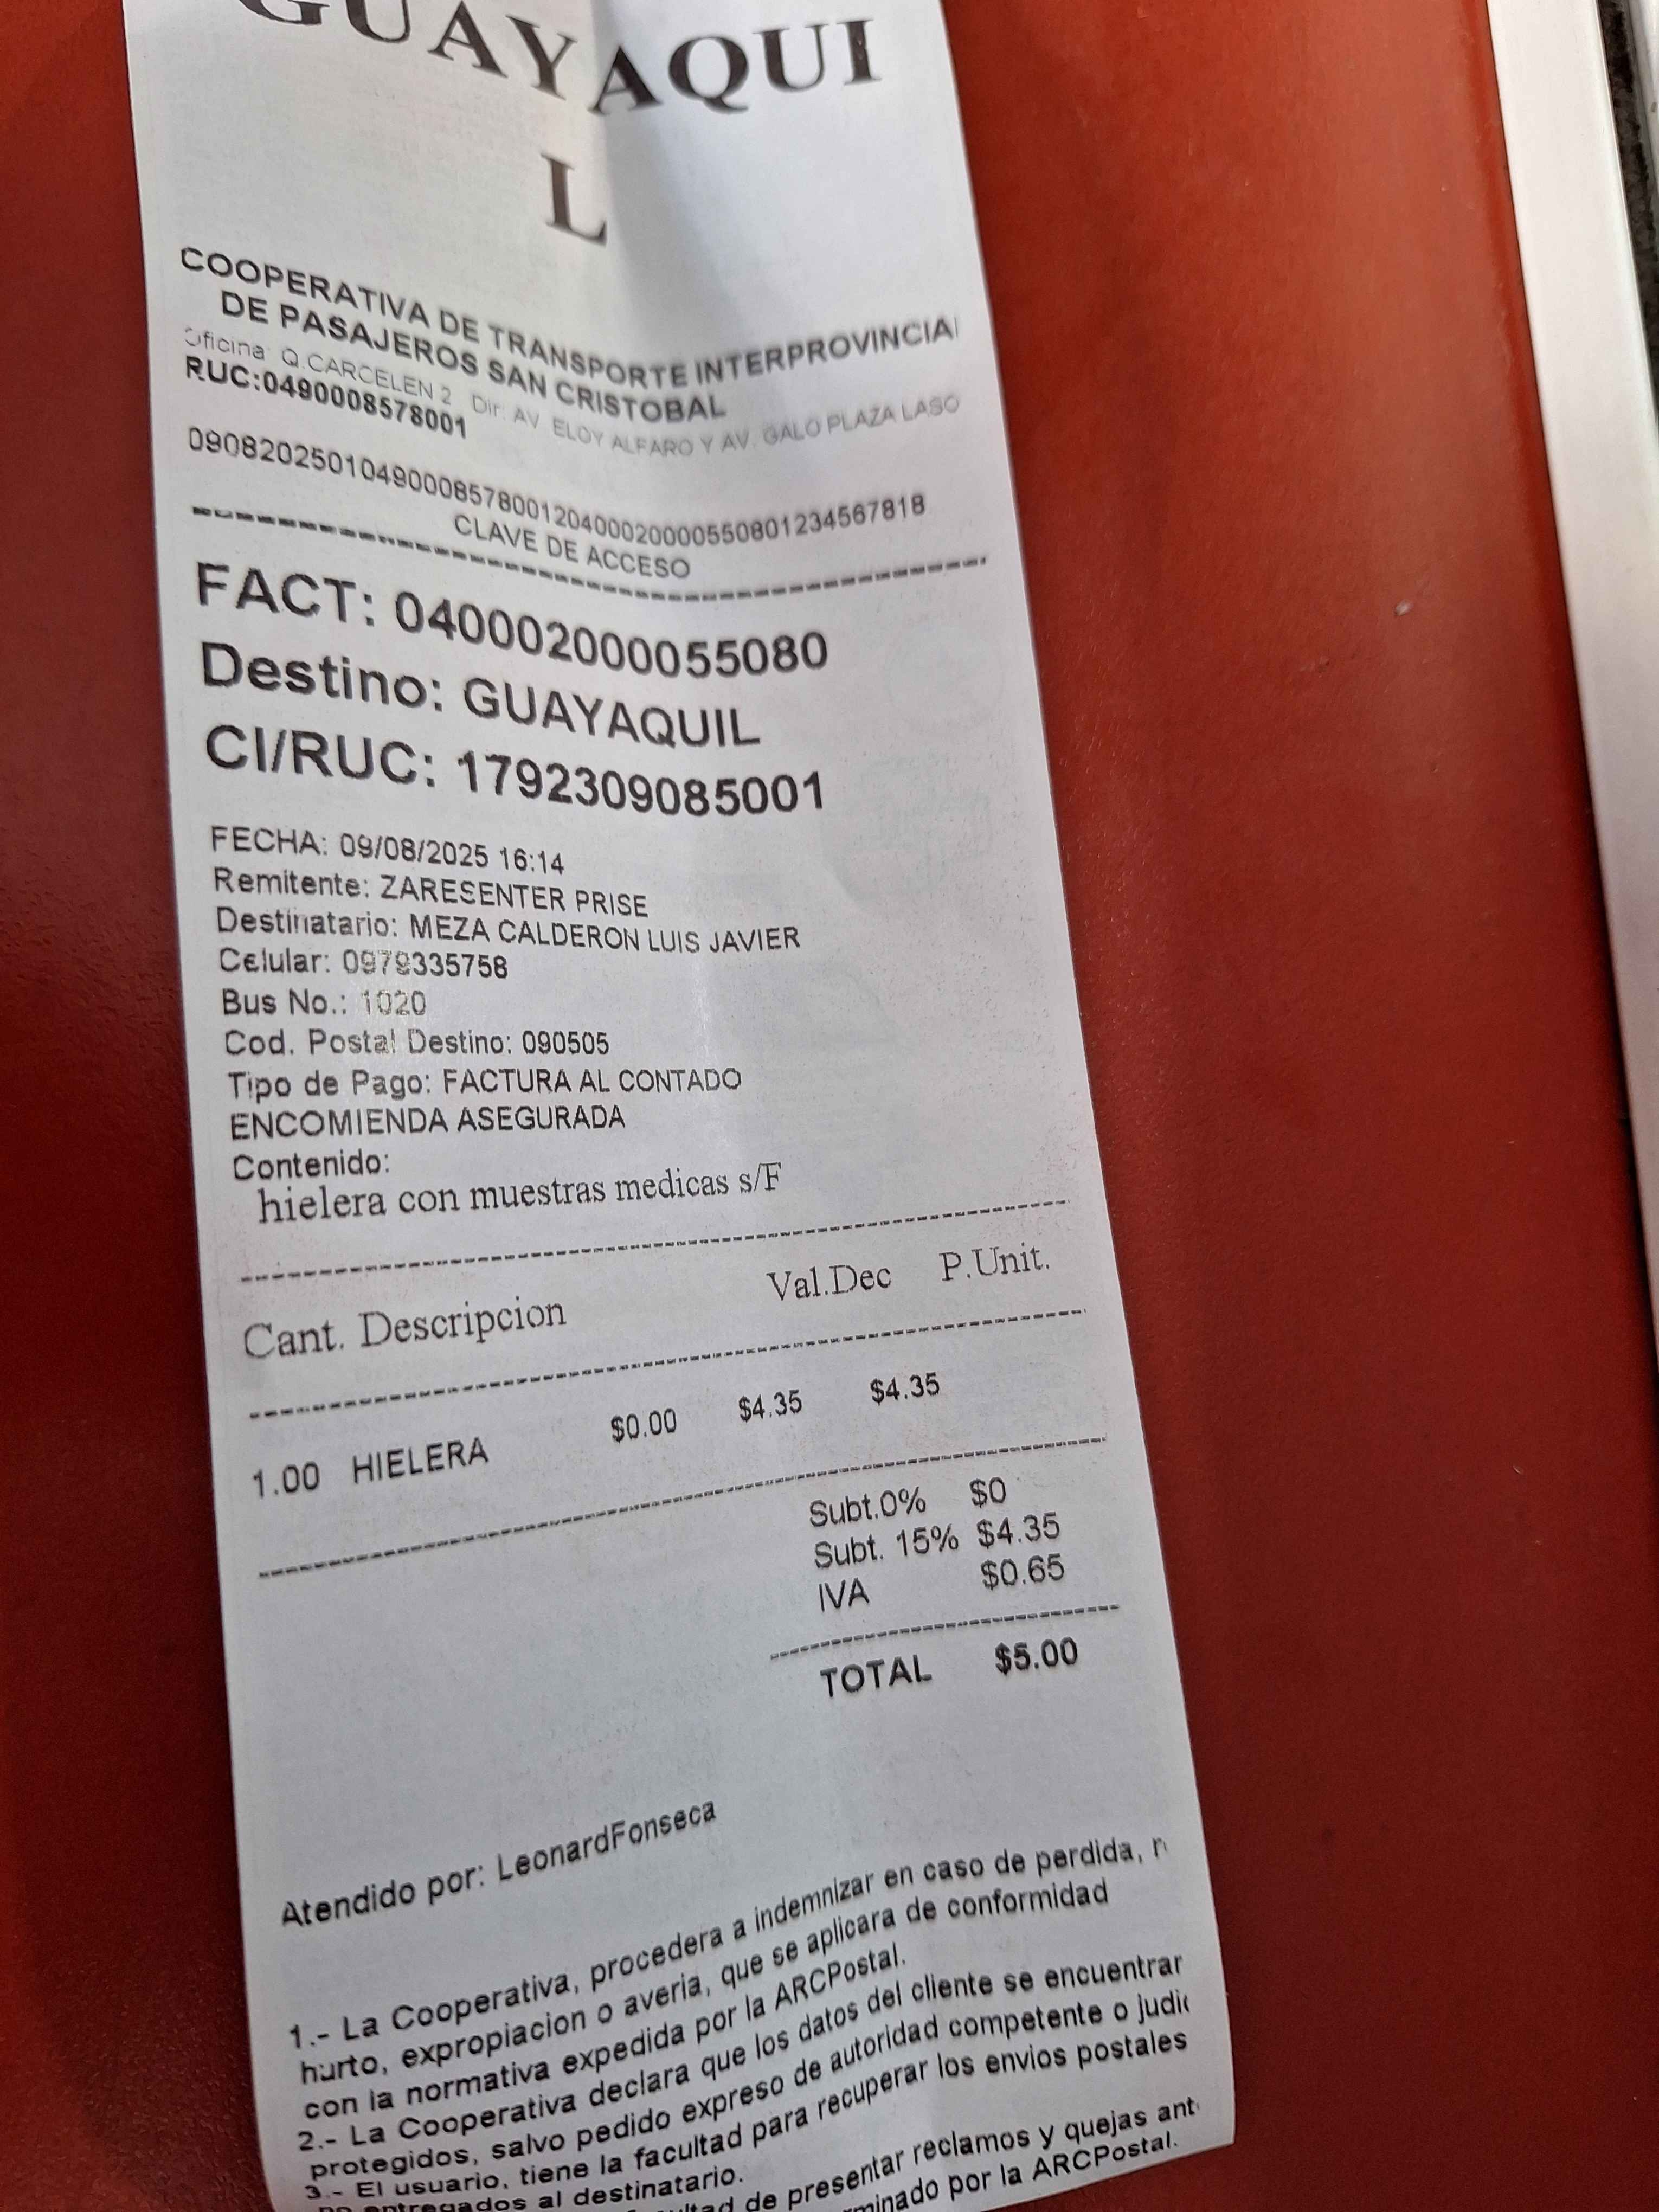 GUAYAQUI
L
COOPERATIVA DE TRANSPORTE INTERPROVINCIAL
DE PASAJEROS SAN CRISTOBAL
Oficina: Q.CARCELEN 2 Dir: AV. ELOY ALFARO Y AV. GALO PLAZA LASO
RUC:0490008578001
0908202501049000857800120400020000550801234567818
CLAVE DE ACCESO
FACT: 040002000055080
Destino: GUAYAQUIL
CI/RUC: 1792309085001
FECHA: 09/08/2025 16:14
Remitente: ZARESENTER PRISE
Destinatario: MEZA CALDERON LUIS JAVIER
Celular: 0979335758
Bus No.: 1020
Cod. Postal Destino: 090505
Tipo de Pago: FACTURA AL CONTADO
ENCOMIENDA ASEGURADA
Contenido:
hielera con muestras medicas s/F
Cant. Descripcion Val.Dec P.Unit.
1.00 HIELERA $0.00 $4.35 $4.35
Subt.0% $0
Subt. 15% $4.35
IVA $0.65
TOTAL $5.00
Atendido por: LeonardFonseca
1.- La Cooperativa, procedera a indemnizar en caso de perdida,
hurto, expropiacion o averia, que se aplicara de conformidad
con la normativa expedida por la ARCPostal.
2.- La Cooperativa declara que los datos del cliente se encuentran
protegidos, salvo pedido expreso de autoridad competente o
3.- El usuario, tiene la facultad para recuperar los envios postales
no entregados al destinatario.
de presentar reclamos y quejas
por la ARCPostal.